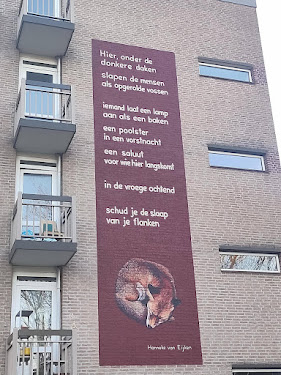 Hier, onder de
donkere daken
slapen de mensen
als opgerolde vossen
iemand laat een lamp
aan als een baken
een poolster
in een vorstnacht
een saluut
voor wie hier langskomt
in de vroege ochtend
schud je de slaap
van je flanken
Hanneke van Eijken